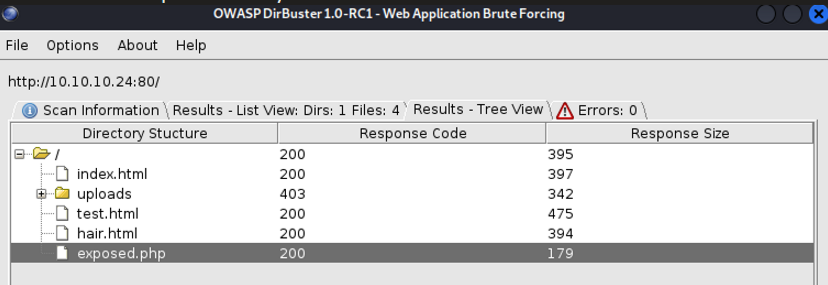 OWASP DirBuster 1.0-RC1 - Web Application Brute Forcing
File Options About Help
http://10.10.10.24:80/
Scan Information Results - List View: Dirs: 1 Files: 4 Results - Tree View Errors: 0
Directory Stucture Response Code Response Size
/ 200 395
index.html 200 397
uploads 403 342
test.html 200 475
hair.html 200 394
exposed.php 200 179